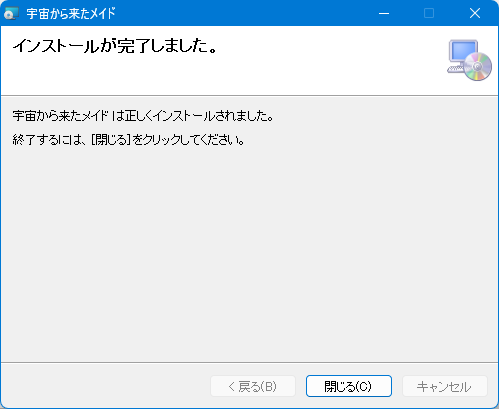 宇宙から来たメイド
インストールが完了しました。
宇宙から来たメイド は正しくインストールされました。
終了するには、[閉じる]をクリックしてください。
< 戻る(B)
閉じる(C)
キャンセル